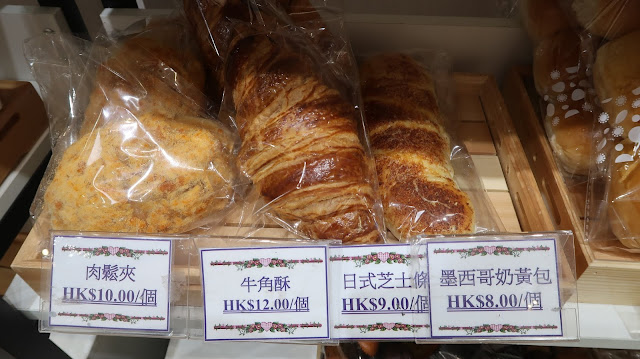 肉鬆夾
HK$10.00/個
牛角酥
HK$12.00/個
日式芝士條
HK$9.00/個
墨西哥奶黃包
HK$8.00/個